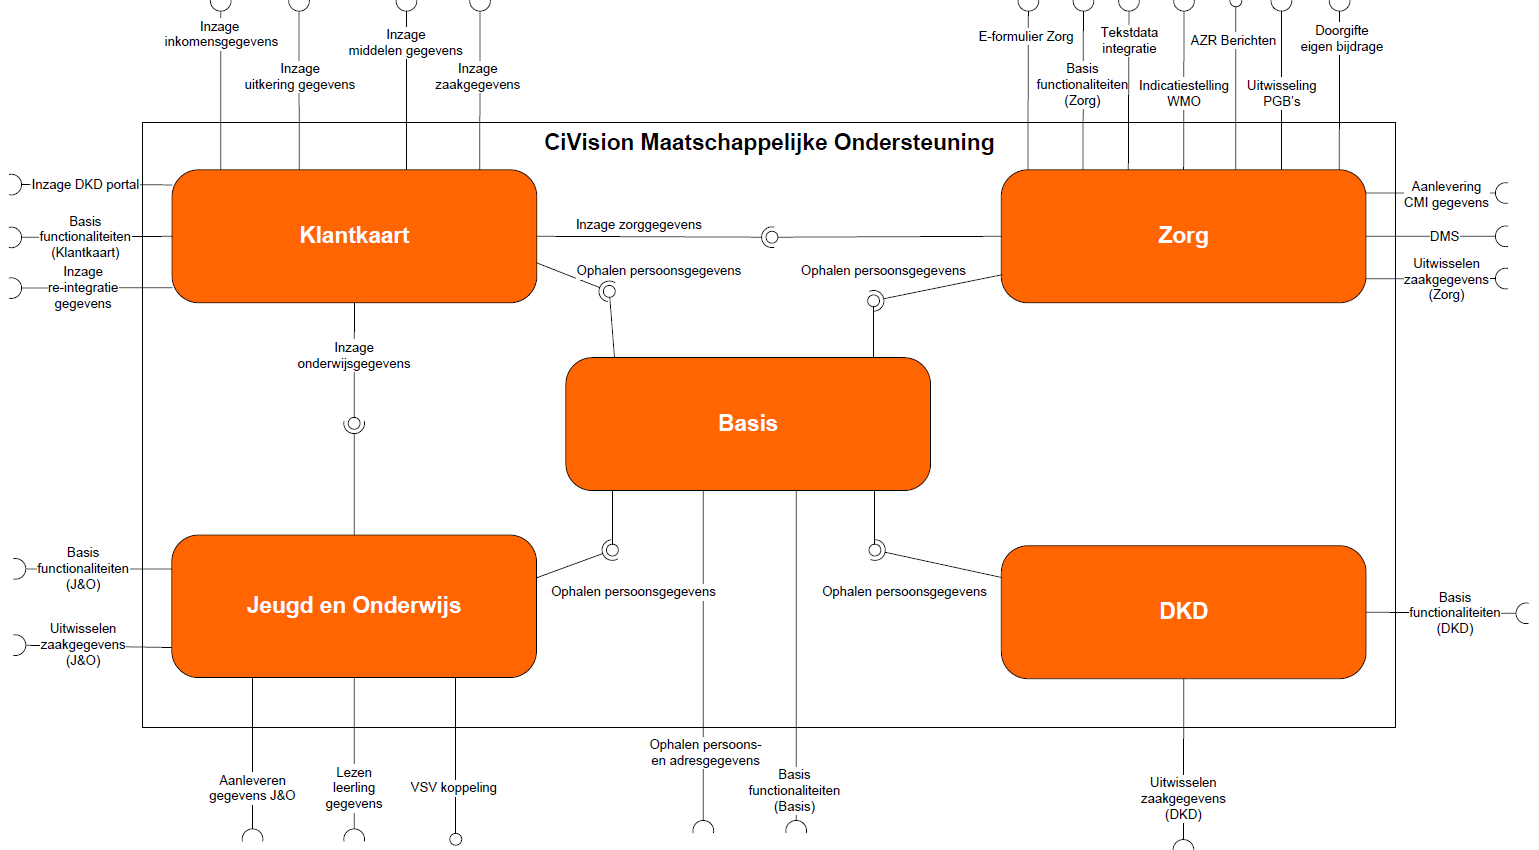 Inzage
inkomensgegevens
Inzage
uitkering gegevens
Inzage
middelen gegevens
Inzage
zaakgegevens
E-formulier Zorg
Basis
functionaliteiten
(Zorg)
Tekstdata
integratie
Indicatiestelling
WMO
AZR Berichten
Uitwisseling
PGB's
Doorgifte
eigen bijdrage
CiVision Maatschappelijke Ondersteuning
Inzage DKD portal
Basis
functionaliteiten
(Klantkaart)
Inzage
re-integratie
gegevens
Klantkaart
Inzage zorggegevens
Ophalen persoonsgegevens
Ophalen persoonsgegevens
Zorg
Aanlevering
CMI gegevens
DMS
Uitwisselen
zaakgegevens
(Zorg)
Inzage
onderwijsgegevens
Basis
Basis
functionaliteiten
(J&O)
Uitwisselen
zaakgegevens
(J&O)
Jeugd en Onderwijs
Ophalen persoonsgegevens
Ophalen persoonsgegevens
DKD
Basis
functionaliteiten
(DKD)
Aanleveren
gegevens J&O
Lezen
leerling
gegevens
VSV koppeling
Ophalen persoons-
en adresgegevens
Basis
functionaliteiten
(Basis)
Uitwisselen
zaakgegevens
(DKD)